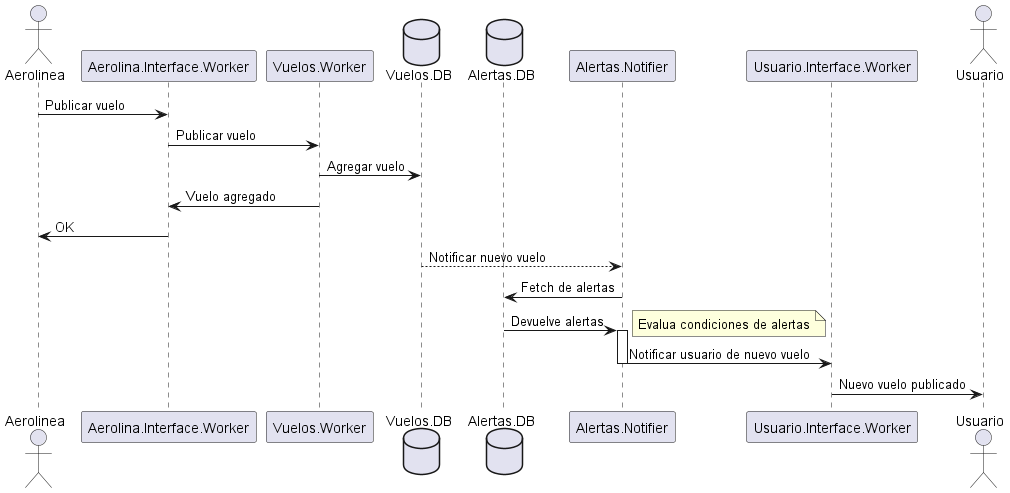 Aerolinea
Aerolina.Interface.Worker
Vuelos.Worker
Vuelos.DB
Alertas.DB
Alertas.Notifier
Usuario.Interface.Worker
Usuario
Publicar vuelo
Publicar vuelo
Agregar vuelo
Vuelo agregado
OK
Notificar nuevo vuelo
Fetch de alertas
Devuelve alertas
Evalua condiciones de alertas
Notificar usuario de nuevo vuelo
Nuevo vuelo publicado
Aerolinea
Aerolina.Interface.Worker
Vuelos.Worker
Vuelos.DB
Alertas.DB
Alertas.Notifier
Usuario.Interface.Worker
Usuario